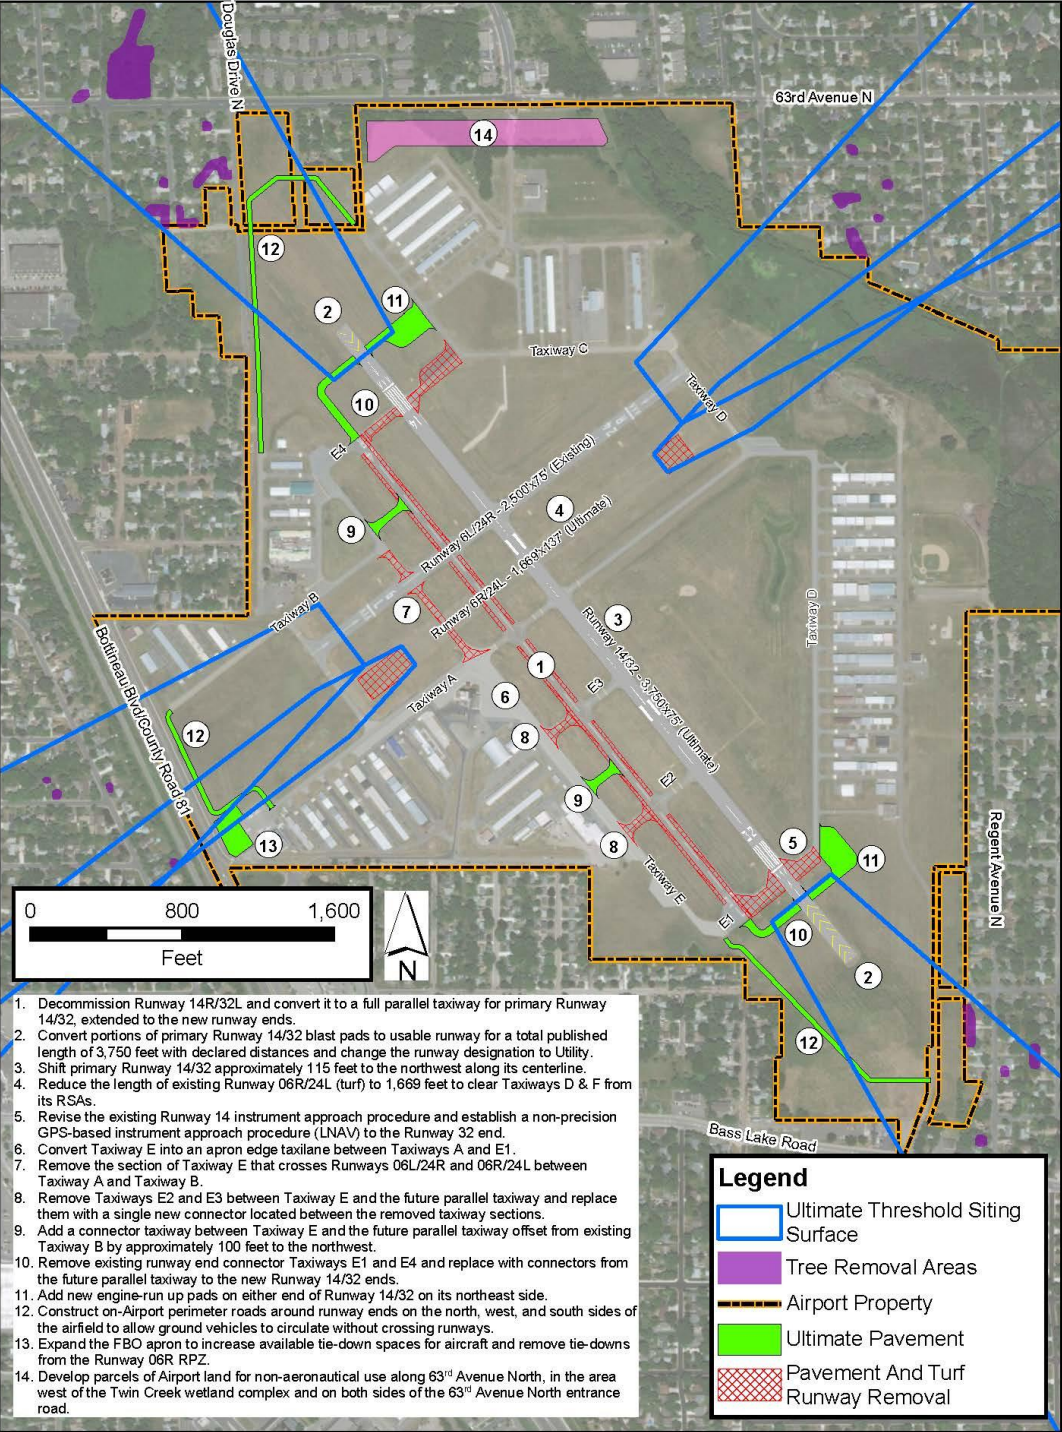 Douglas Drive N
63rd Avenue N
14
12
2
11
10
Taxiway C
Taxiway D
E4
Runway 6L/24R - 2,500'x75' (Existing)
4
9
Runway 6R/24L - 1,669'x137' (Ultimate)
7
Taxiway B
3
Taxiway D
Bottineau Blvd/County Road 81
Runway 14/32 - 3,750'x75' (Ultimate)
1
E3
Taxiway A
6
12
8
E2
9
13
8
5
11
Regent Avenue N
Taxiway E
E1
10
2
12
Bass Lake Road
0 800 1,600
Feet
N
1. Decommission Runway 14R/32L and convert it to a full parallel taxiway for primary Runway
14/32, extended to the new runway ends.
2. Convert portions of primary Runway 14/32 blast pads to usable runway for a total published
length of 3,750 feet with declared distances and change the runway designation to Utility.
3. Shift primary Runway 14/32 approximately 115 feet to the northwest along its centerline.
4. Reduce the length of existing Runway 06R/24L (turf) to 1,669 feet to clear Taxiways D & F from
its RSAs.
5. Revise the existing Runway 14 instrument approach procedure and establish a non-precision
GPS-based instrument approach procedure (LNAV) to the Runway 32 end.
6. Convert Taxiway E into an apron edge taxilane between Taxiways A and E1.
7. Remove the section of Taxiway E that crosses Runways 06L/24R and 06R/24L between
Taxiway A and Taxiway B.
8. Remove Taxiways E2 and E3 between Taxiway E and the future parallel taxiway and replace
them with a single new connector located between the removed taxiway sections.
9. Add a connector taxiway between Taxiway E and the future parallel taxiway offset from existing
Taxiway B by approximately 100 feet to the northwest.
10. Remove existing runway end connector Taxiways E1 and E4 and replace with connectors from
the future parallel taxiway to the new Runway 14/32 ends.
11. Add new engine-run up pads on either end of Runway 14/32 on its northeast side.
12. Construct on-Airport perimeter roads around runway ends on the north, west, and south sides of
the airfield to allow ground vehicles to circulate without crossing runways.
13. Expand the FBO apron to increase available tie-down spaces for aircraft and remove tie-downs
from the Runway 06R RPZ.
14. Develop parcels of Airport land for non-aeronautical use along 63rd Avenue North, in the area
west of the Twin Creek wetland complex and on both sides of the 63rd Avenue North entrance
road.
Legend
Ultimate Threshold Siting
Surface
Tree Removal Areas
Airport Property
Ultimate Pavement
Pavement And Turf
Runway Removal